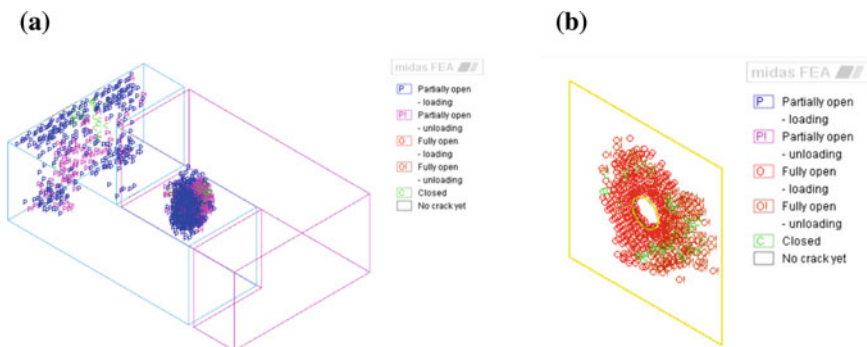 (a)
midas FEA
P Partially open
- loading
PI Partially open
- unloading
O Fully open
- loading
OI Fully open
- unloading
C Closed
No crack yet
(b)
midas FEA
P Partially open
- loading
PI Partially open
- unloading
O Fully open
- loading
OI Fully open
- unloading
C Closed
No crack yet